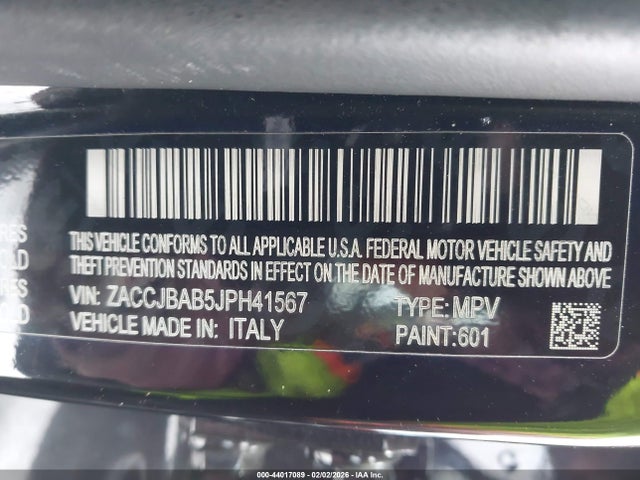 THIS VEHICLE CONFORMS TO ALL APPLICABLE U.S.A. FEDERAL MOTOR VEHICLE SAFETY AND
THEFT PREVENTION STANDARDS IN EFFECT ON THE DATE OF MANUFACTURE SHOWN ABOVE.
VIN: ZACCJBAB5JPH41567 TYPE: MPV
VEHICLE MADE IN: ITALY PAINT:601
000-44017089 - 02/02/2026 - © IAA Inc.